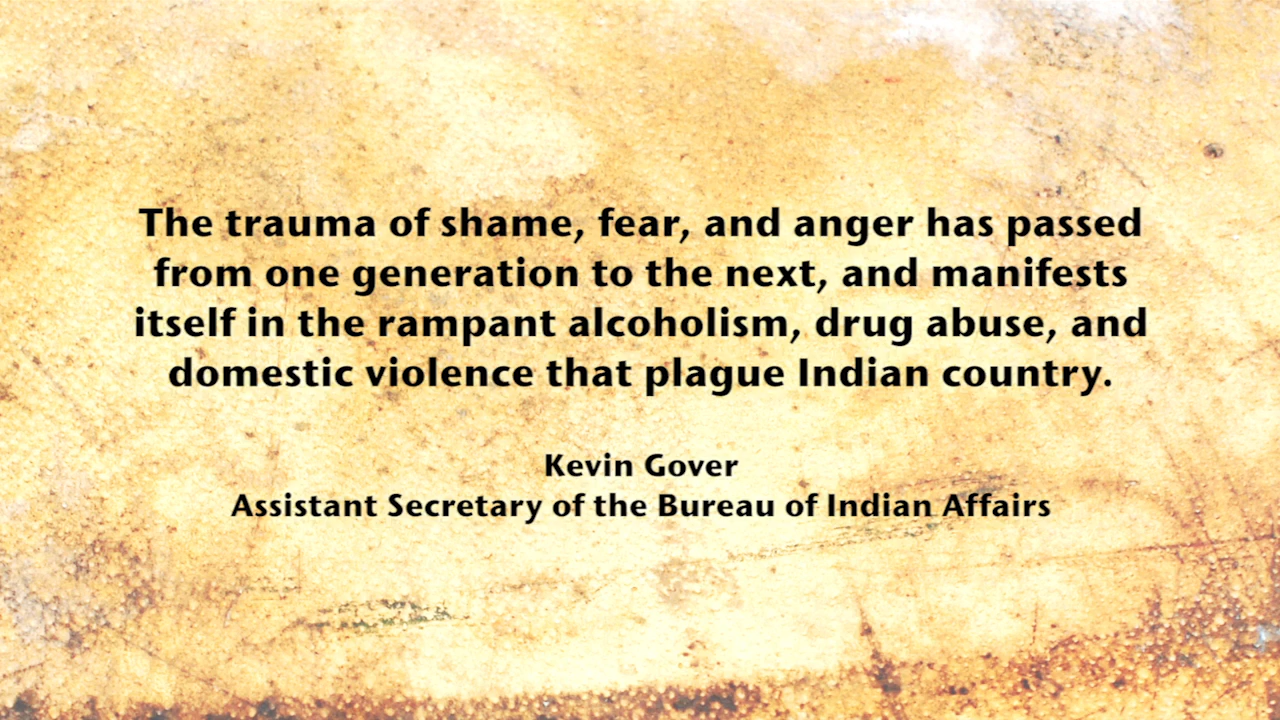 The trauma of shame, fear, and anger has passed
from one generation to the next, and manifests
itself in the rampant alcoholism, drug abuse, and
domestic violence that plague Indian country.
Kevin Gover
Assistant Secretary of the Bureau of Indian Affairs